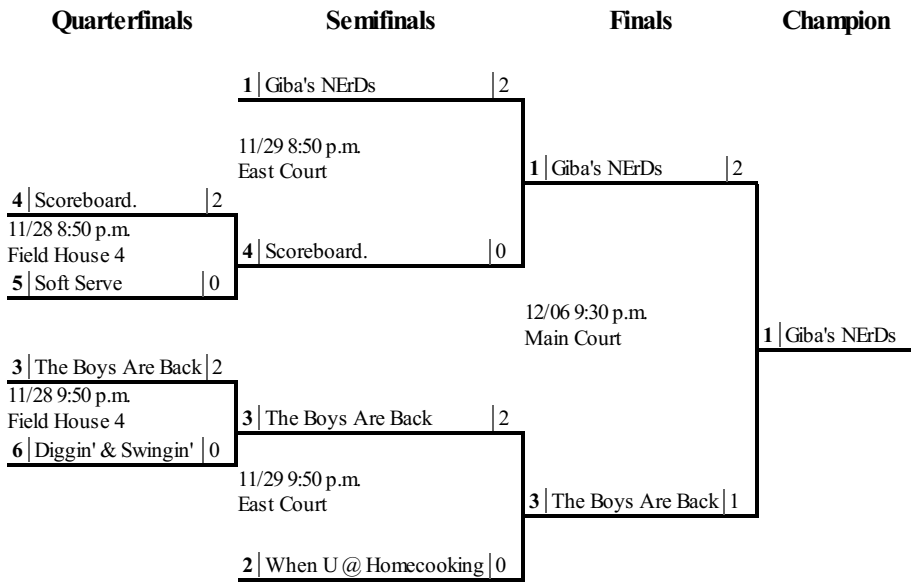 Quarterfinals Semifinals Finals Champion
1 Giba's NErDs 2
11/29 8:50 p.m.
East Court
1 Giba's NErDs 2
4 Scoreboard. 2
11/28 8:50 p.m.
Field House 4
4 Scoreboard. 0
5 Soft Serve 0
12/06 9:30 p.m.
Main Court
1 Giba's NErDs
3 The Boys Are Back 2
11/28 9:50 p.m.
Field House 4
3 The Boys Are Back 2
6 Diggin' & Swingin' 0
11/29 9:50 p.m.
East Court
3 The Boys Are Back 1
2 When U @ Homecooking 0